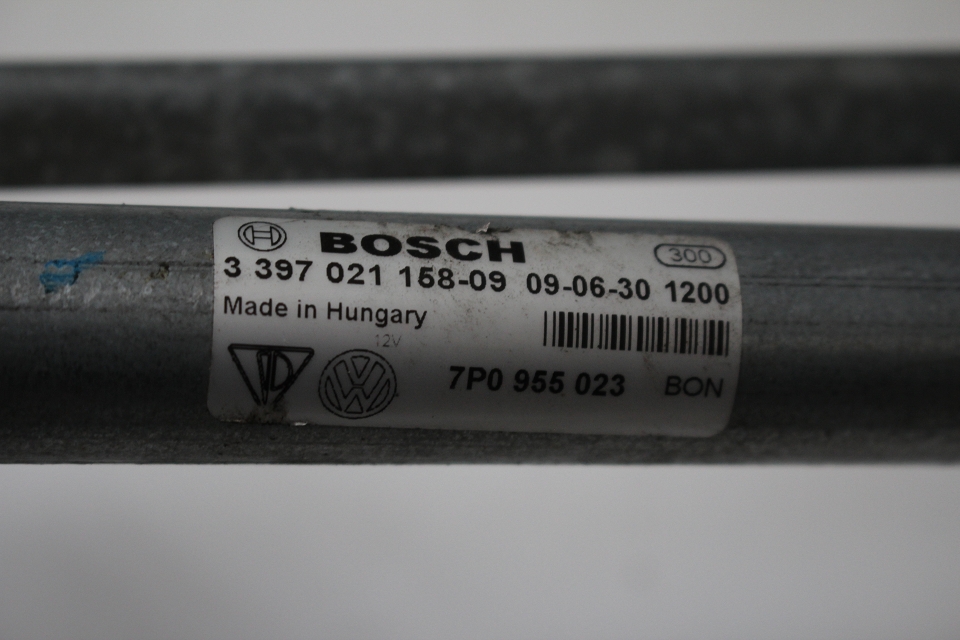 BOSCH 300
3 397 021 158-09 09-06-30 1200
Made in Hungary
12V
7P0 955 023 BON